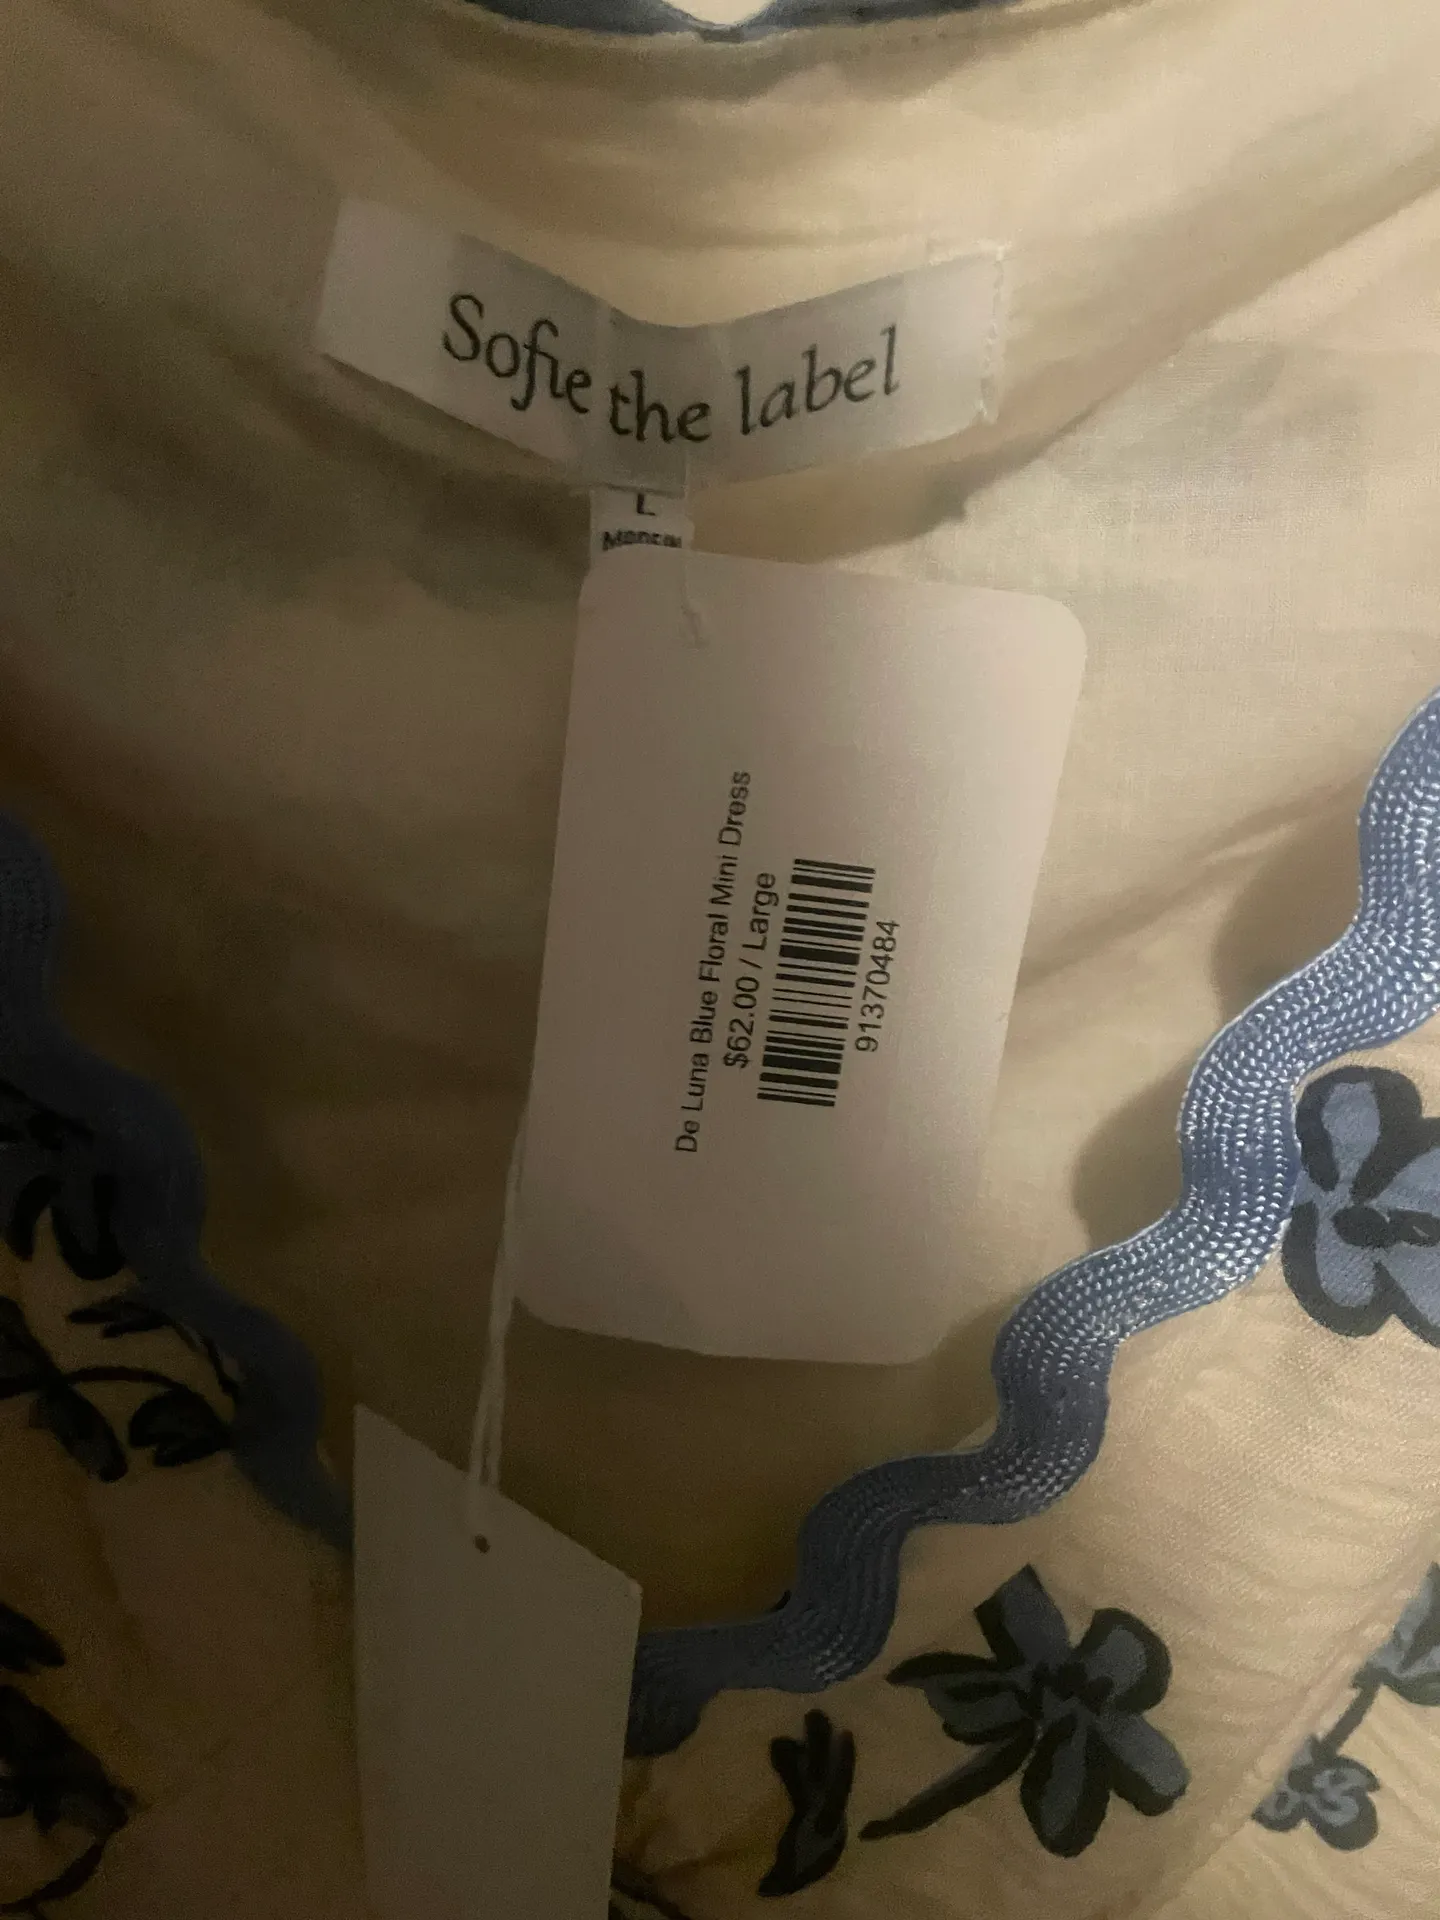 Sofie the label
L
De Luna Blue Floral Mini Dress
$62.00 / Large
91370484